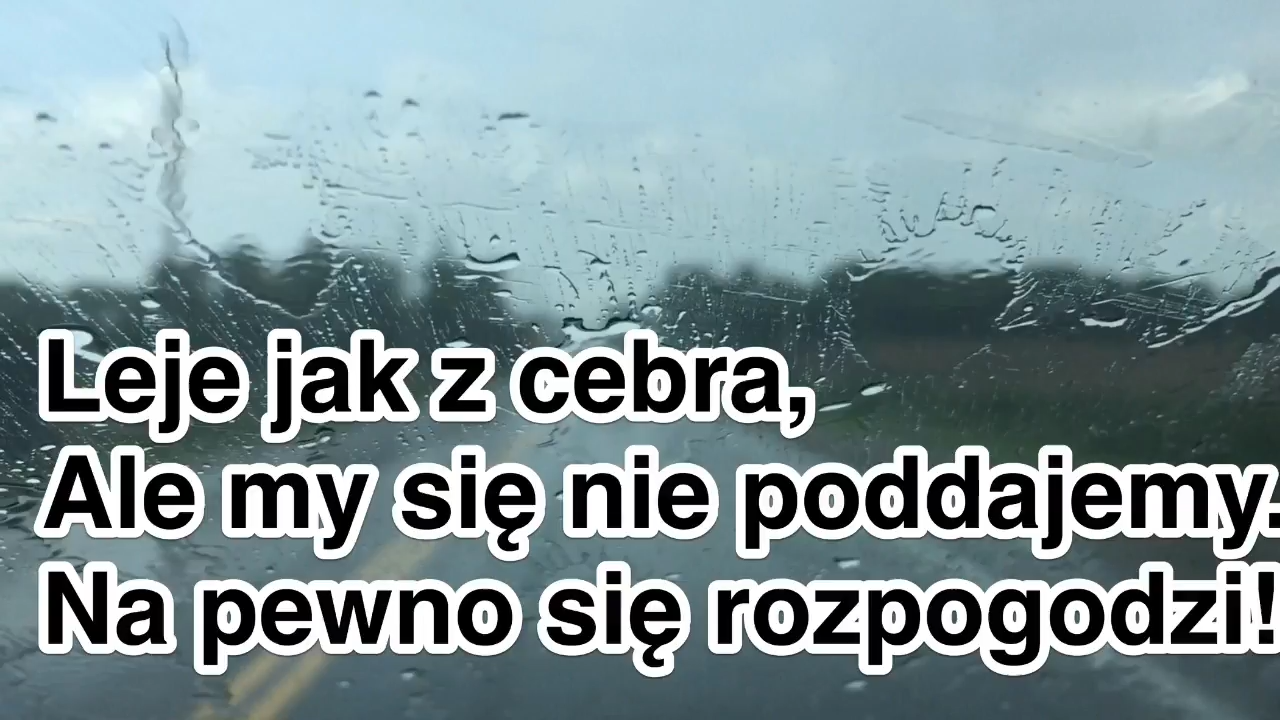 Leje jak z cebra,
Ale my się nie poddajemy.
Na pewno się rozpogodzi!